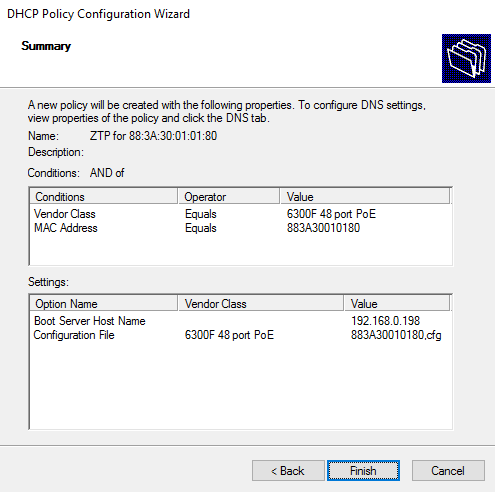 DHCP Policy Configuration Wizard
Summary
A new policy will be created with the following properties. To configure DNS settings,
view properties of the policy and click the DNS tab.
Name: ZTP for 88:3A:30:01:01:80
Description:
Conditions: AND of
Conditions Operator Value
Vendor Class Equals 6300F 48 port PoE
MAC Address Equals 883A30010180
Settings:
Option Name Vendor Class Value
Boot Server Host Name 192.168.0.198
Configuration File 6300F 48 port PoE 883A30010180,cfg
< Back Finish Cancel